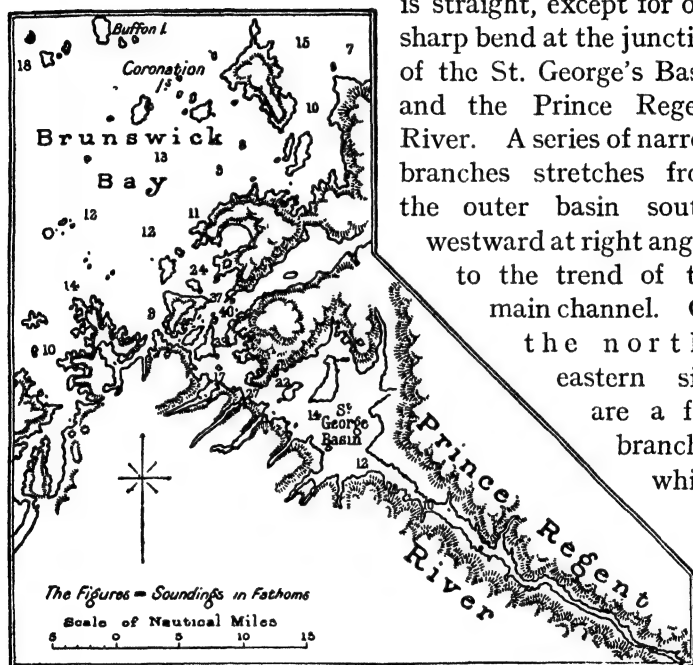 Buffon I.
18
15
7
Coronation
Is
10
Brunswick
13
Bay
12
12
11
24
14
37
40
9
10
17
22
14
St
George
Basin
12
Prince Regent
River
The Figures = Soundings in Fathoms
Scale of Nautical Miles
5 0 5 10 15
is straight, except for o
sharp bend at the juncti
of the St. George's Bas
and the Prince Rege
River. A series of narro
branches stretches fro
the outer basin sout
westward at right ang
to the trend of t
main channel.
the nort
eastern si
are a f
branch
whi